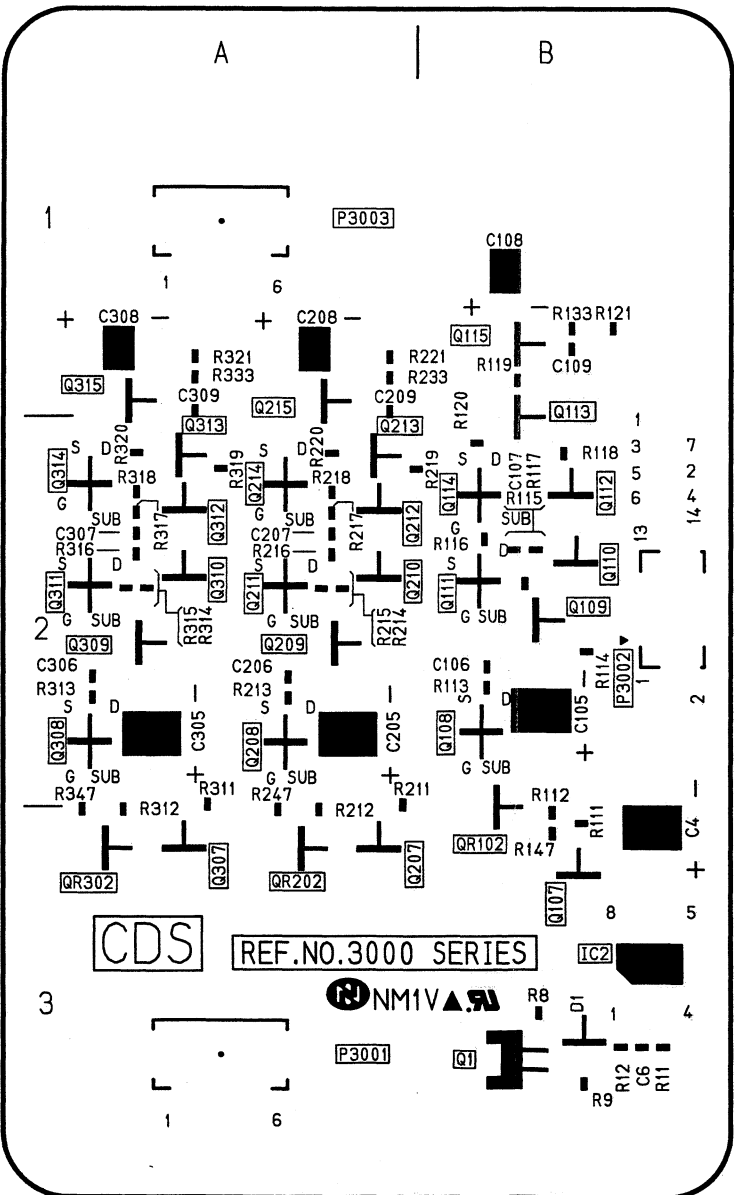 A B
1 P3003
C108
1 6
+ C308 − + C208 − + −
R133 R121
Q115
R321 R221 R119
R333 R233 C109
Q315 C309 Q215 C209
Q313 Q213 R120 Q113
1
R320 R319 R220 R219 R118
3 7
Q314 S D Q214 S D Q114 S D C107 R117
5 2
R318 R218 R115 Q112
6 4
G SUB G SUB G SUB
14
R317 Q312 R217 Q212
C307 C207 R116 13
R316 R216 D
S D S D S
Q311 Q310 Q211 Q210 Q111 Q110
R315 R314 R215 R214 Q109
G SUB G SUB G SUB
2
Q309 Q209
C306 C206 C106 R114 P3002
R313 R213 R113 1
S D − S D − S D − 2
Q308 C305 Q208 C205 Q108 C105
G SUB + G SUB + G SUB +
R347 R312 R311 R247 R212 R211 R112 R111 − C4
QR102 R147
QR302 Q307 QR202 Q207 +
Q107 8 5
CDS REF.NO.3000 SERIES IC2
3 N NM1V▲.UR R8 D1 1 4
P3001 Q1
R12 C6 R11
R9
1 6